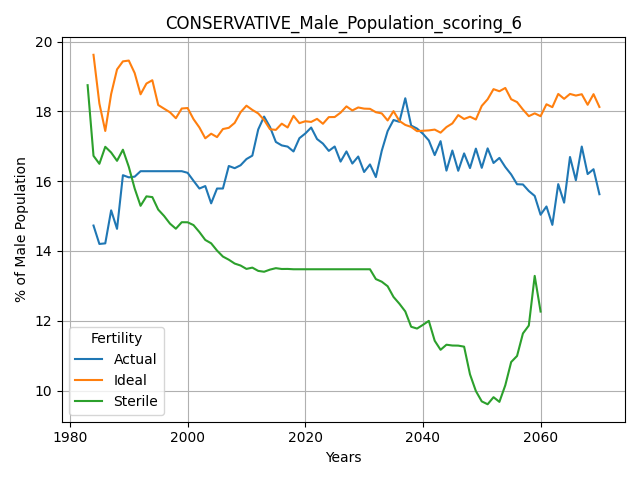 CONSERVATIVE_Male_Population_scoring_6
% of Male Population
20
18
16
14
12
10
Fertility
Actual
Ideal
Sterile
1980
2000
2020
2040
2060
Years